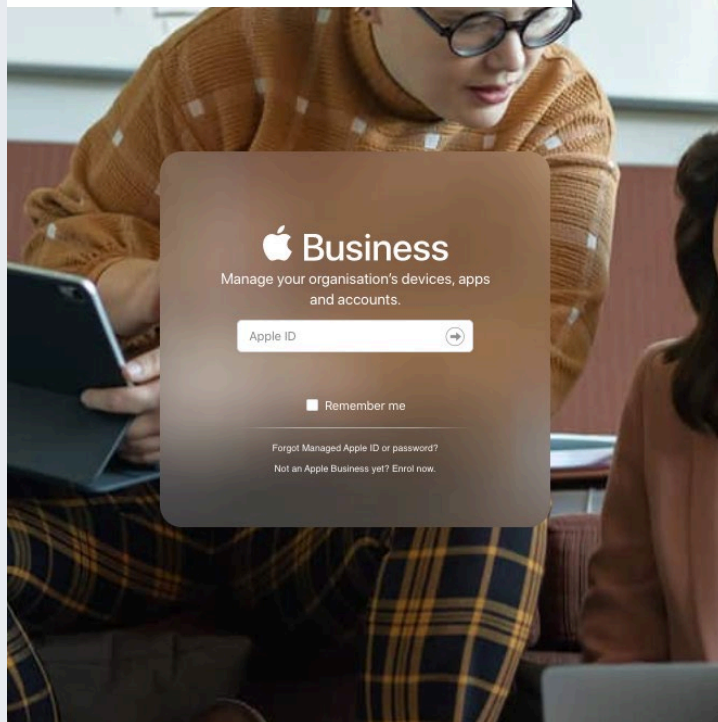 Business
Manage your organisation's devices, apps
and accounts.
Apple ID
Remember me
Forgot Managed Apple ID or password?
Not an Apple Business yet? Enrol now.